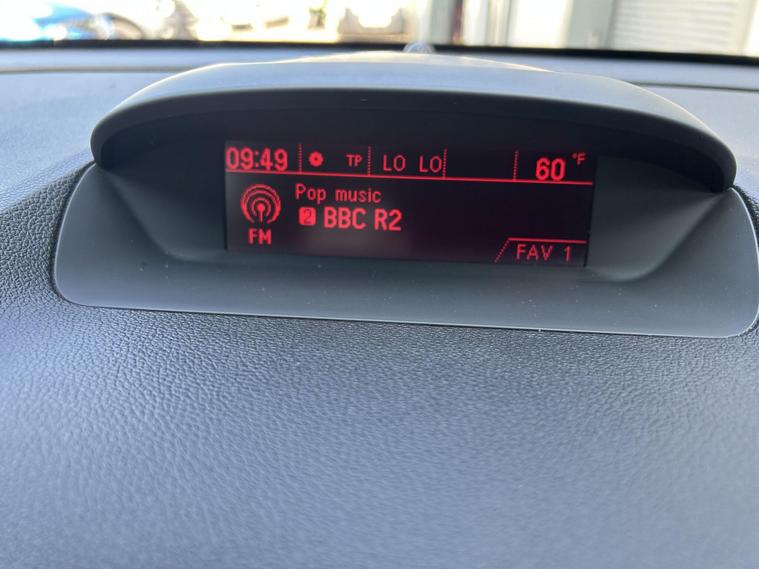 09:49 TP LO LO 60 °F
Pop music
2 BBC R2
FM
FAV 1